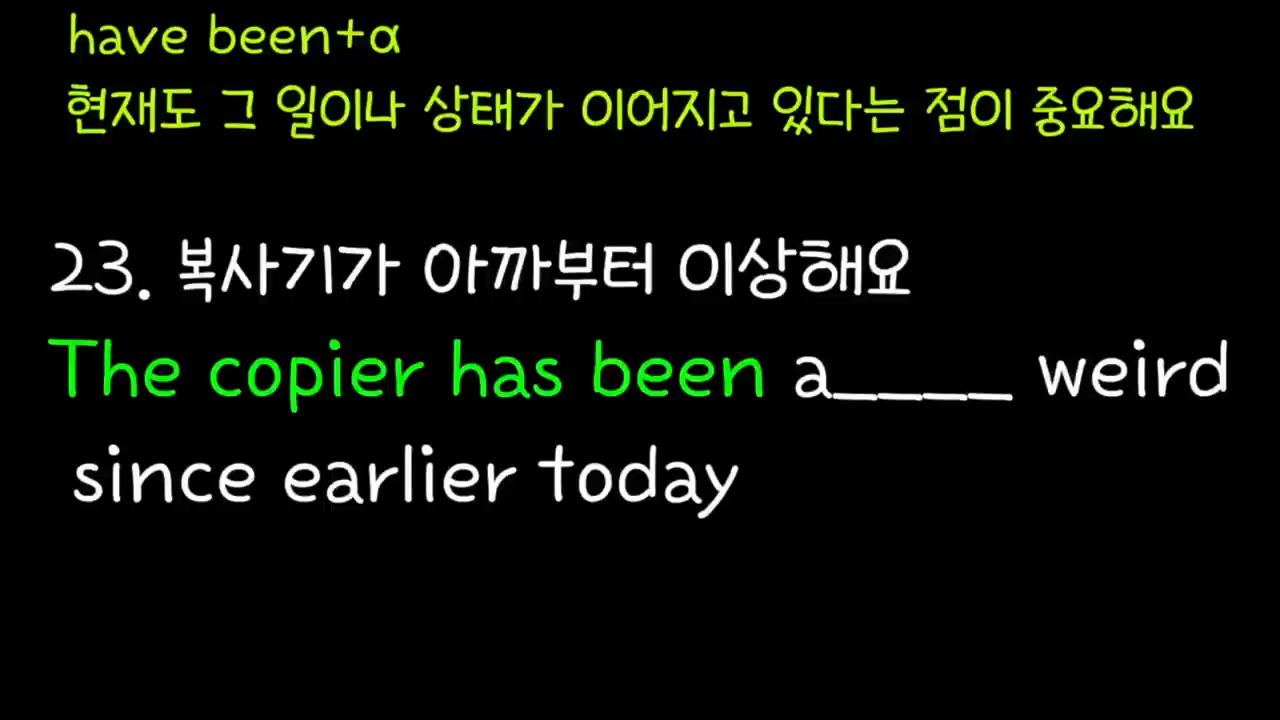 have been+α
현재도 그 일이나 상태가 이어지고 있다는 점이 중요해요
23. 복사기가 아까부터 이상해요
The copier has been a____ weird
since earlier today